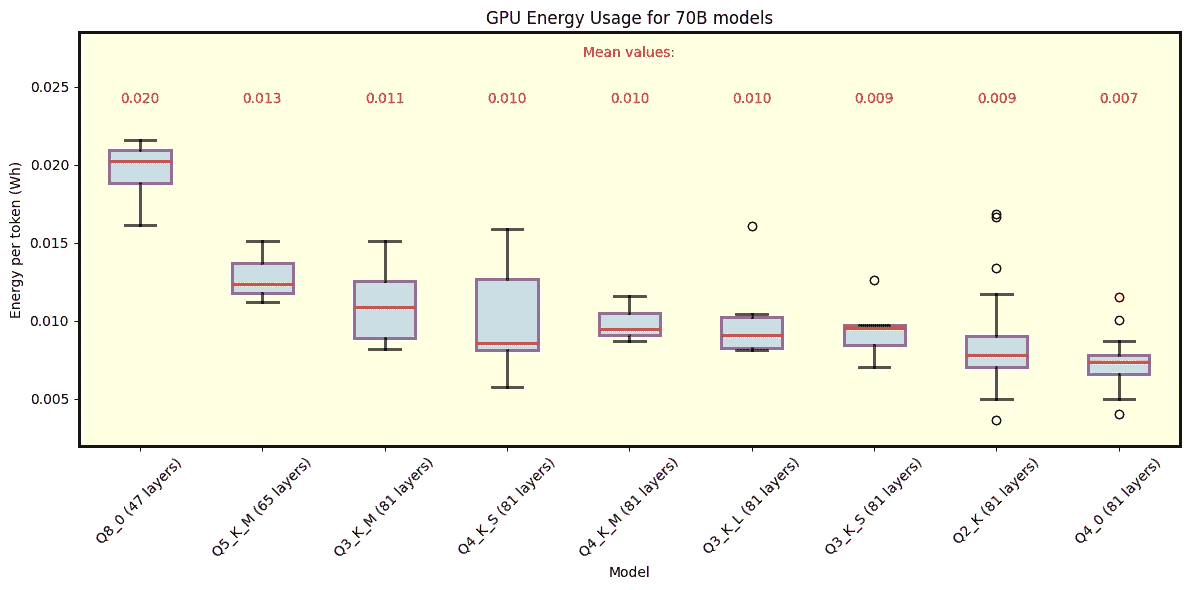 GPU Energy Usage for 70B models
Mean values:
0.020 0.013 0.011 0.010 0.010 0.010 0.009 0.009 0.007
Energy per token (Wh)
0.025
0.020
0.015
0.010
0.005
Q8_0 (47 layers)
Q5_K_M (65 layers)
Q3_K_M (81 layers)
Q4_K_S (81 layers)
Q4_K_M (81 layers)
Q3_K_L (81 layers)
Q3_K_S (81 layers)
Q2_K (81 layers)
Q4_0 (81 layers)
Model